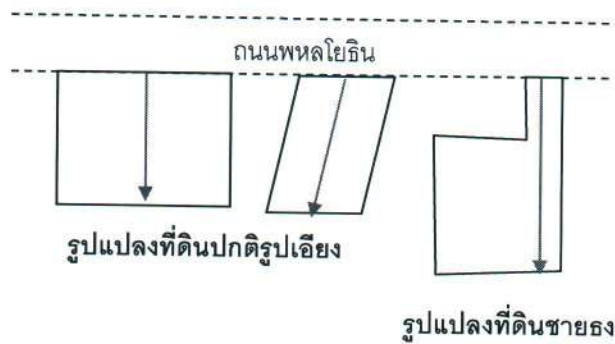 ถนนพหลโยธิน
รูปแปลงที่ดินปกติรูปเอียง
รูปแปลงที่ดินชายธง